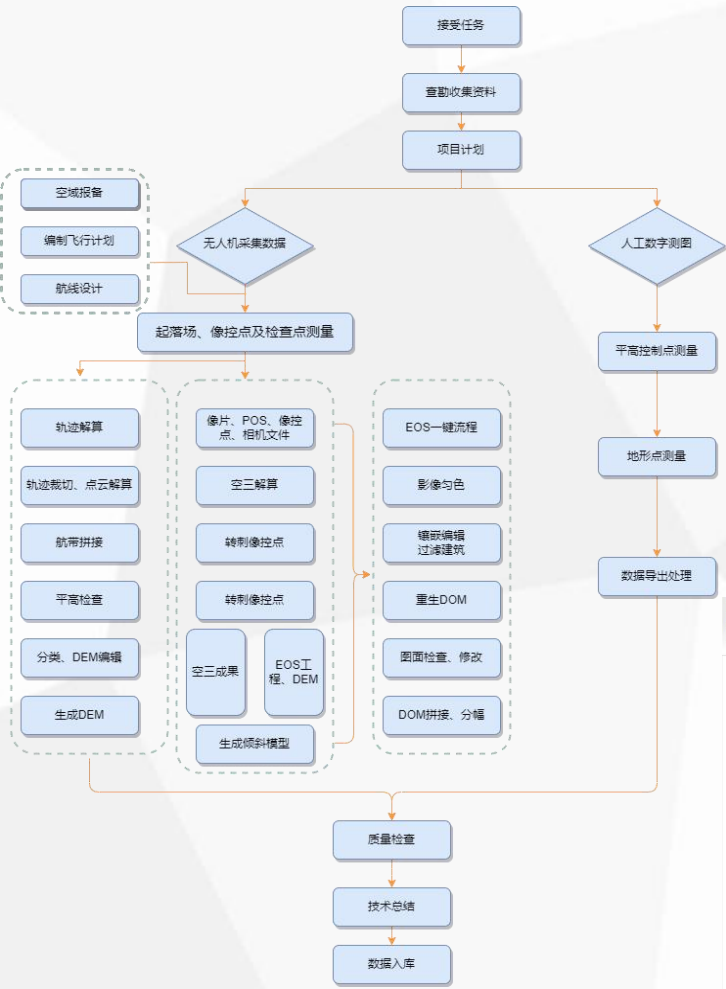 接受任务
查勘收集资料
项目计划
空域报备
编制飞行计划
航线设计
无人机采集数据
人工数字测图
起落场、像控点及检查点测量
平高控制点测量
地形点测量
数据导出处理
轨迹解算
轨迹裁切、点云解算
航带拼接
平高检查
分类、DEM编辑
生成DEM
像片、POS、像控
点、相机文件
空三解算
转刺像控点
转刺像控点
空三成果
EOS工
程、DEM
生成倾斜模型
EOS一键流程
影像匀色
镶嵌编辑
过滤建筑
重生DOM
图面检查、修改
DOM拼接、分幅
质量检查
技术总结
数据入库